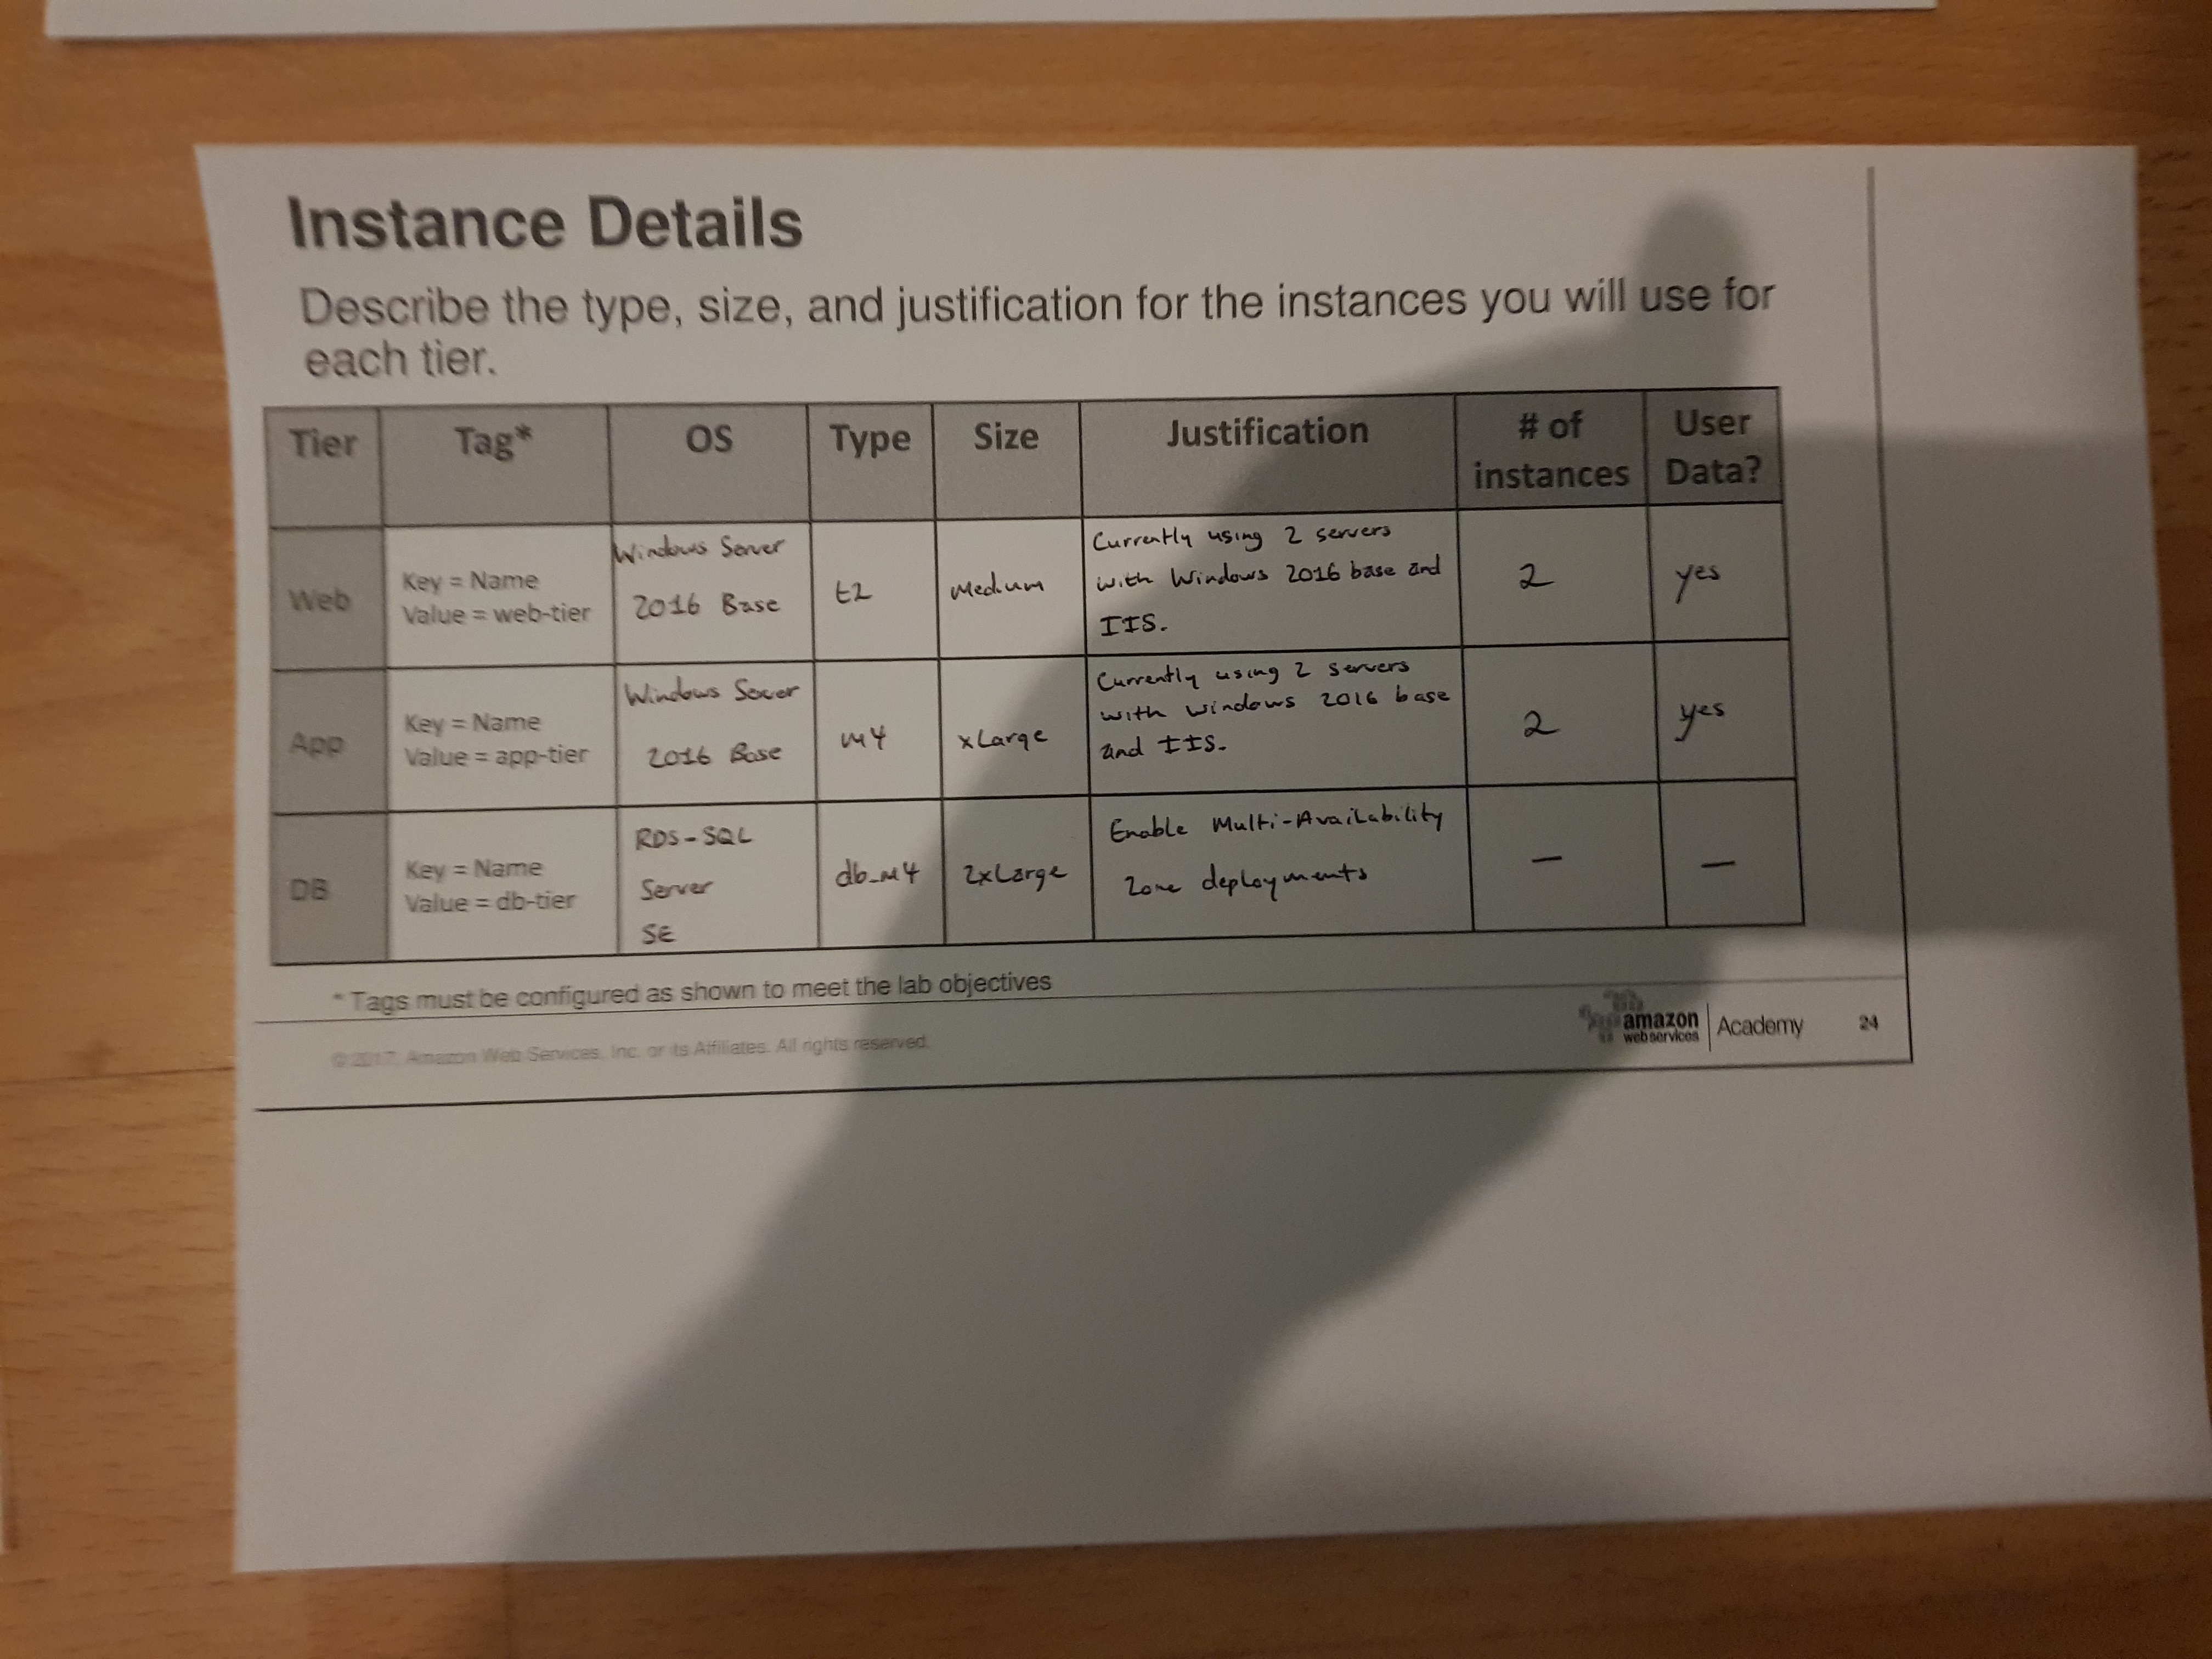 Instance Details
Describe the type, size, and justification for the instances you will use for
each tier.
Tier
Tag*
OS
Type
Size
Justification
# of
instances
User
Data?
Web
Key = Name
Value = web-tier
Windows Server
2016 Base
t2
Medium
Currently using 2 servers
with Windows 2016 base and
IIS.
2
yes
App
Key = Name
Value = app-tier
Windows Server
2016 Base
m4
xLarge
Currently using 2 servers
with windows 2016 base
and IIS.
2
yes
DB
Key = Name
Value = db-tier
RDS-SQL
Server
SE
db_m4
2xLarge
Enable Multi-Availability
Zone deployments
—
—
* Tags must be configured as shown to meet the lab objectives
© 2017, Amazon Web Services, Inc. or its Affiliates. All rights reserved.
amazon
webservices
Academy
24